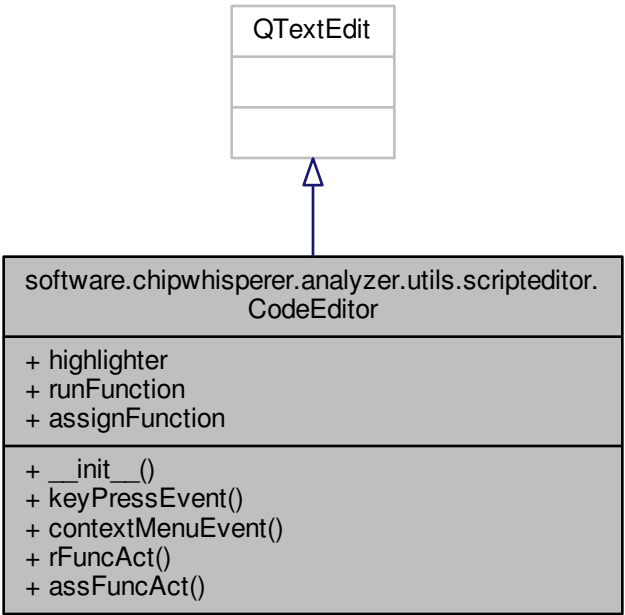 QTextEdit
software.chipwhisperer.analyzer.utils.scripteditor.
CodeEditor
+ highlighter
+ runFunction
+ assignFunction
+ __init__()
+ keyPressEvent()
+ contextMenuEvent()
+ rFuncAct()
+ assFuncAct()